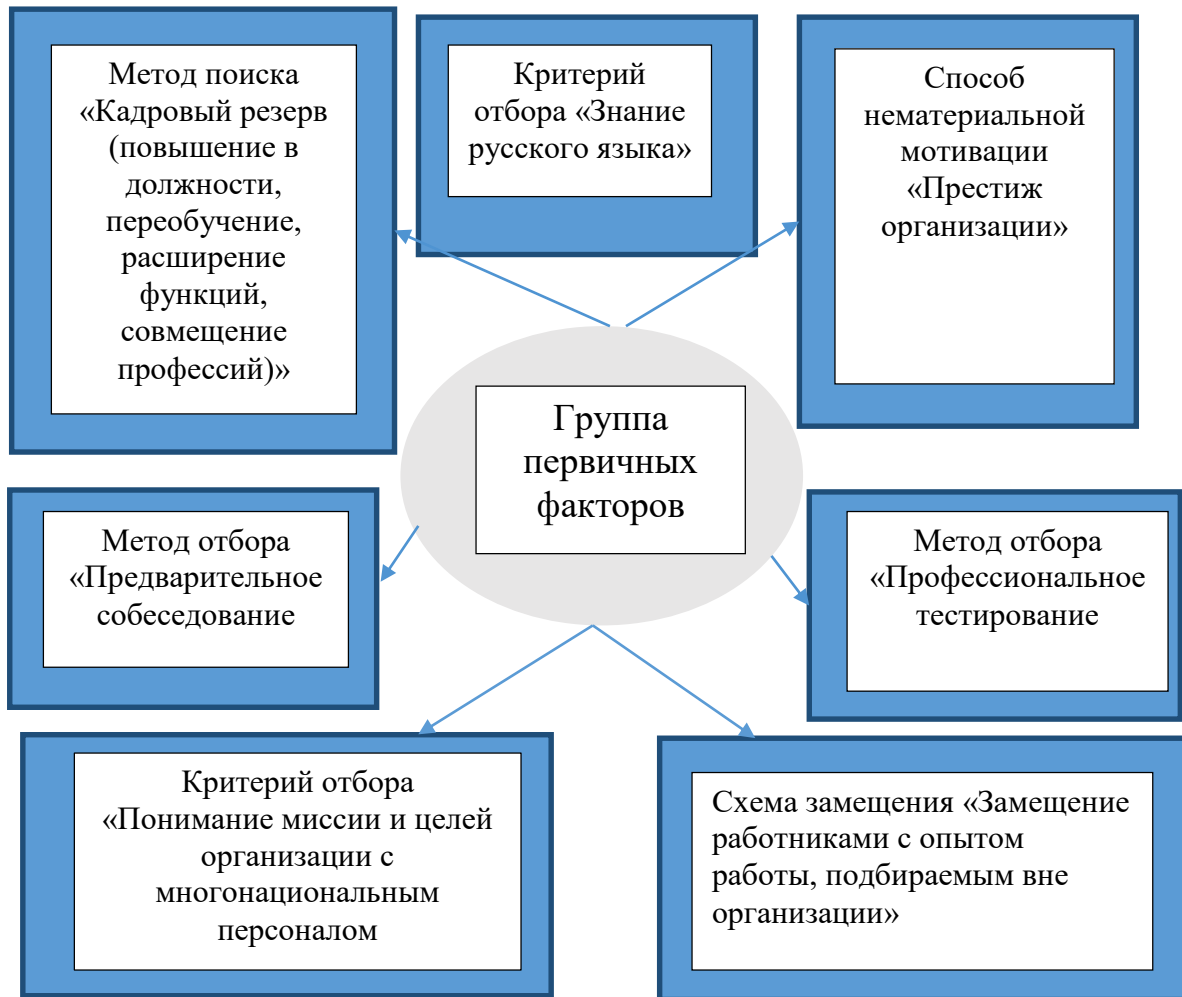 Метод поиска
«Кадровый резерв
(повышение в
должности,
переобучение,
расширение
функций,
совмещение
профессий)»
Критерий
отбора «Знание
русского языка»
Способ
нематериальной
мотивации
«Престиж
организации»
Группа
первичных
факторов
Метод отбора
«Предварительное
собеседование
Метод отбора
«Профессиональное
тестирование
Критерий отбора
«Понимание миссии и целей
организации с
многонациональным
персоналом
Схема замещения «Замещение
работниками с опытом
работы, подбираемым вне
организации»